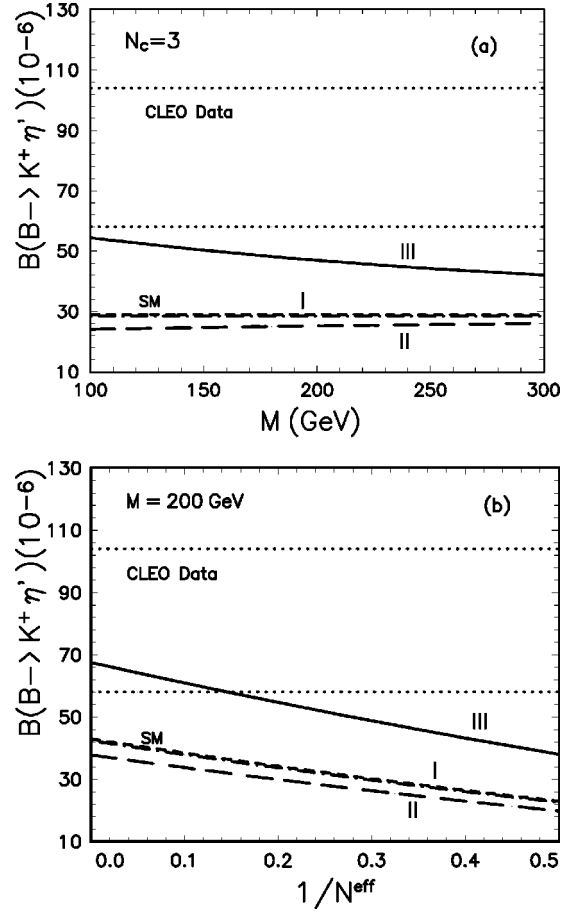 130
110
90
70
50
30
10
B(B−> K⁺ η')(10−6)
N_c=3
(a)
CLEO Data
III
SM
I
II
100
150
200
250
300
M (GeV)
130
110
90
70
50
30
10
B(B−> K⁺ η')(10−6)
M = 200 GeV
(b)
CLEO Data
III
SM
I
II
0.0
0.1
0.2
0.3
0.4
0.5
1/N^eff